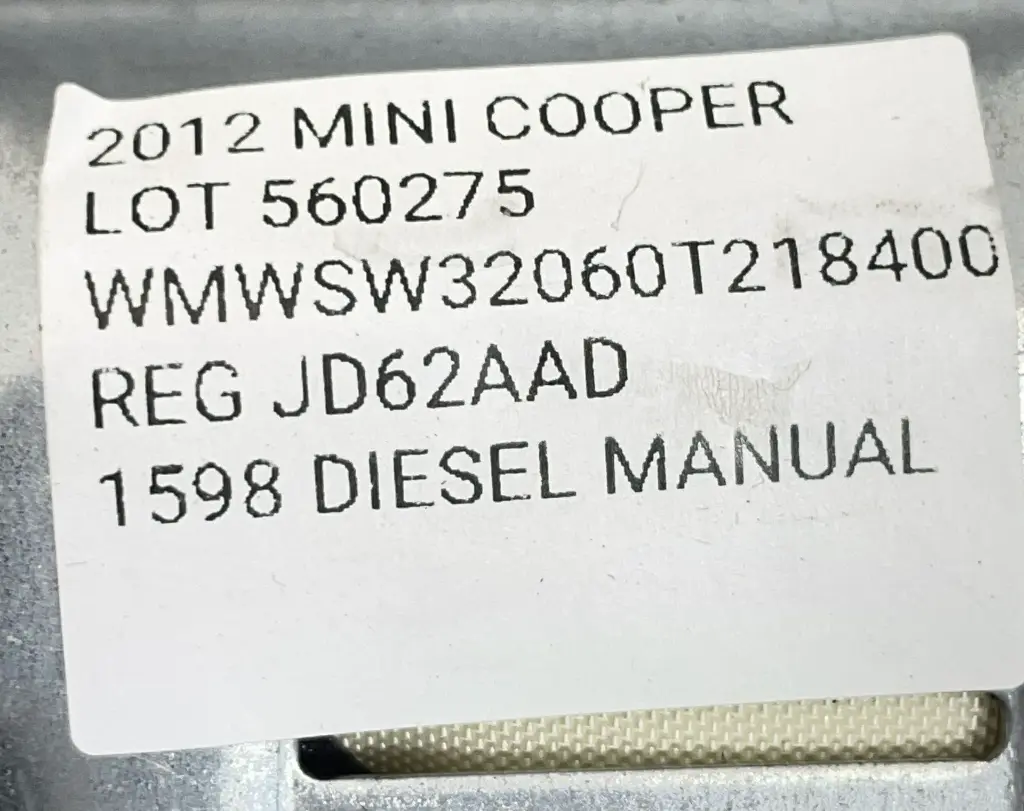 2012 MINI COOPER
LOT 560275
WMWSW32060T218400
REG JD62AAD
1598 DIESEL MANUAL